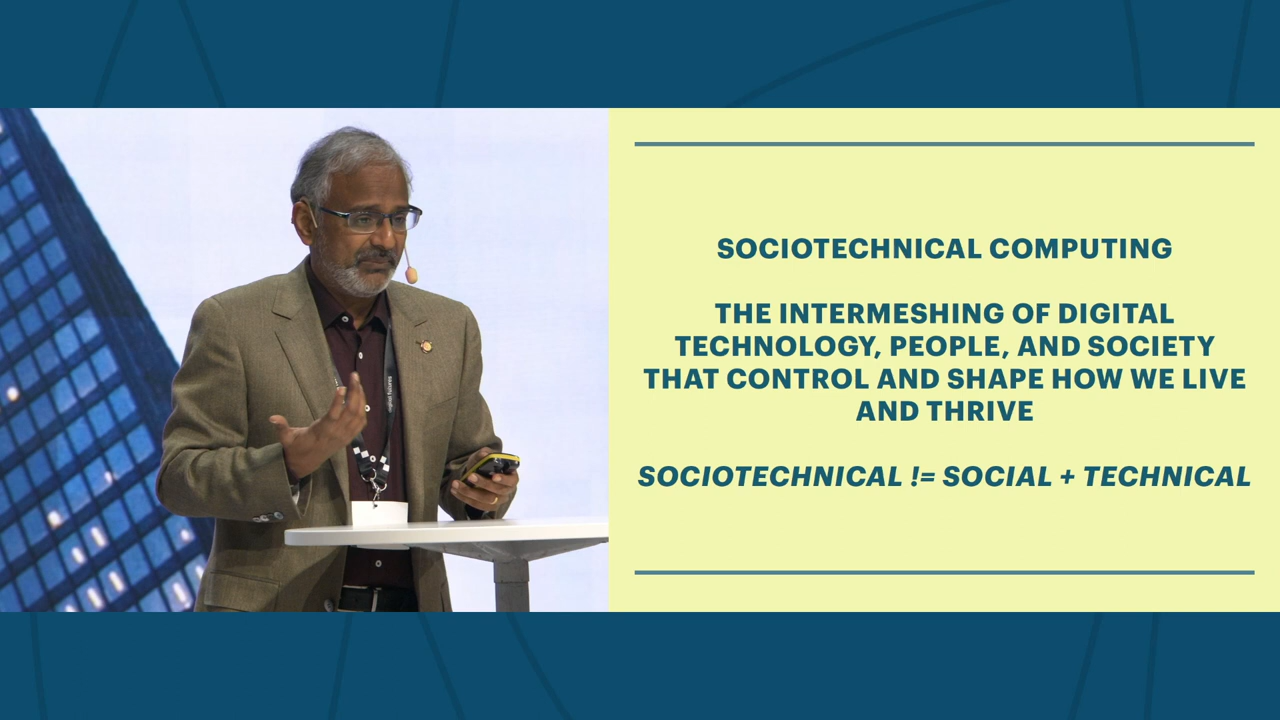 SOCIOTECHNICAL COMPUTING
THE INTERMESHING OF DIGITAL
TECHNOLOGY, PEOPLE, AND SOCIETY
THAT CONTROL AND SHAPE HOW WE LIVE
AND THRIVE
SOCIOTECHNICAL != SOCIAL + TECHNICAL